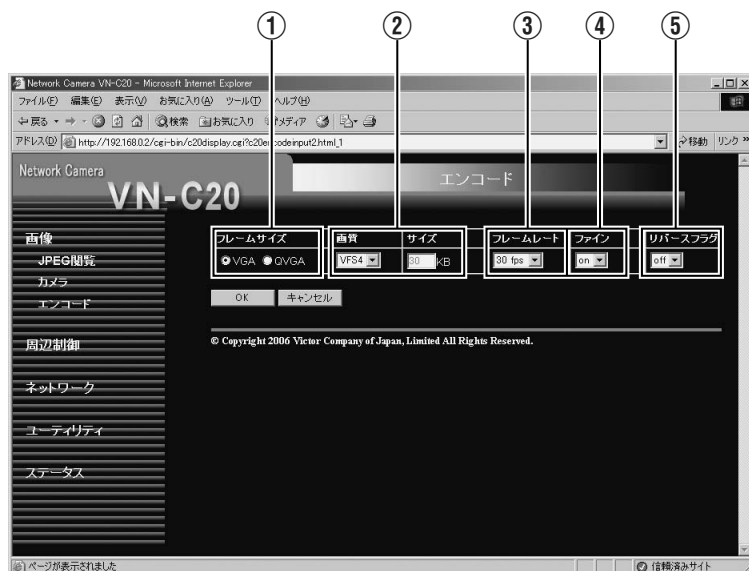 ① ② ③ ④ ⑤
Network Camera VN-C20 - Microsoft Internet Explorer
ファイル(F) 編集(E) 表示(V) お気に入り(A) ツール(T) ヘルプ(H)
戻る 検索 お気に入り メディア
アドレス(D) http://192.168.0.2/cgi-bin/c20display.cgi?c20encodeinput2.html,1 移動 リンク »
Network Camera
VN-C20
エンコード
画像
JPEG閲覧
カメラ
エンコード
周辺制御
ネットワーク
ユーティリティ
ステータス
フレームサイズ 画質 サイズ フレームレート ファイン リバースフラグ
VGA QVGA VFS4 30 KB 30 fps on off
OK キャンセル
© Copyright 2006 Victor Company of Japan, Limited All Rights Reserved.
ページが表示されました 信頼済みサイト